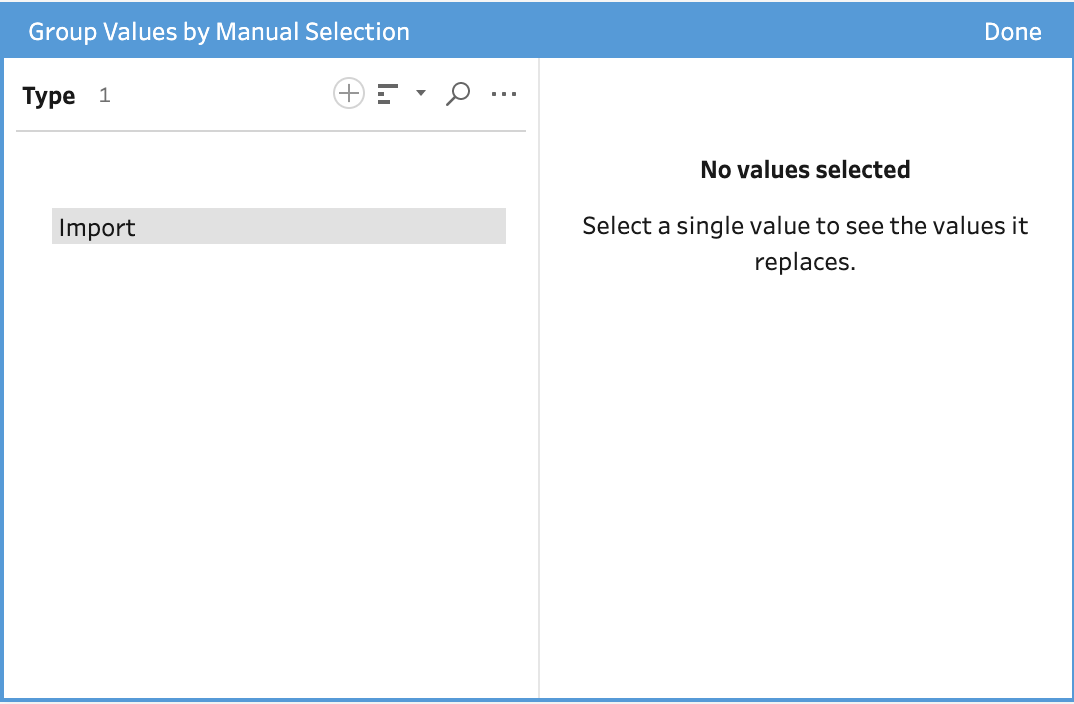 Group Values by Manual Selection Done
Type 1
Import
No values selected
Select a single value to see the values it
replaces.